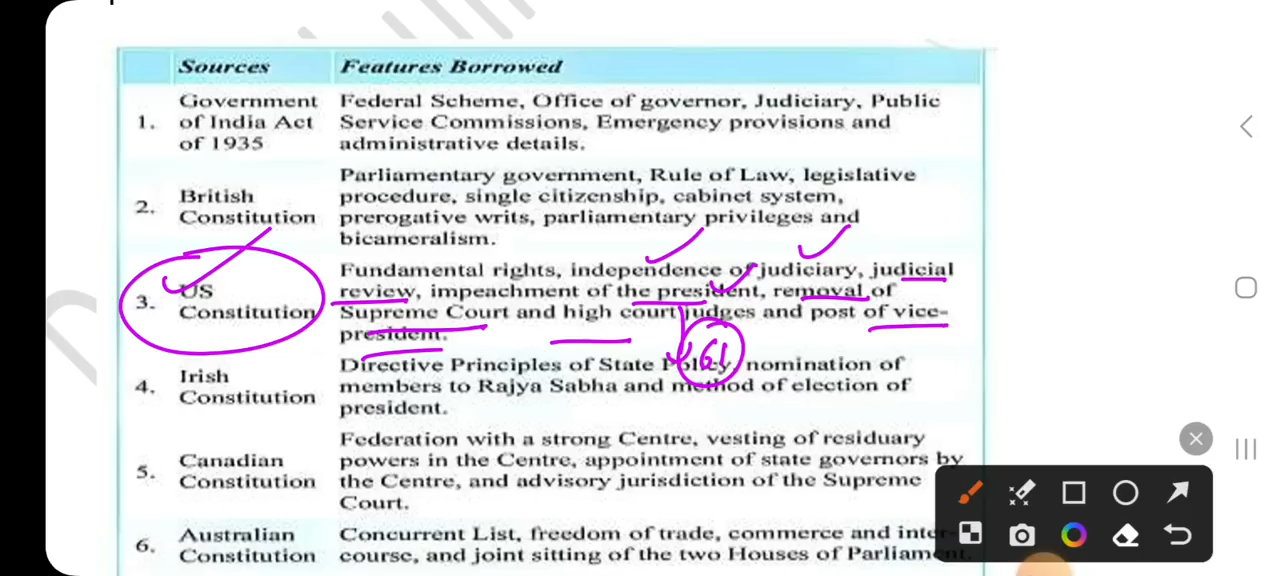 Sources Features Borrowed
1. Government of India Act of 1935 Federal Scheme, Office of governor, Judiciary, Public
Service Commissions, Emergency provisions and
administrative details.
2. British Constitution Parliamentary government, Rule of Law, legislative
procedure, single citizenship, cabinet system,
prerogative writs, parliamentary privileges and
bicameralism.
3. US Constitution Fundamental rights, independence of judiciary, judicial
review, impeachment of the president, removal of
Supreme Court and high court judges and post of vice-
president.
61
4. Irish Constitution Directive Principles of State Policy, nomination of
members to Rajya Sabha and method of election of
president.
5. Canadian Constitution Federation with a strong Centre, vesting of residuary
powers in the Centre, appointment of state governors by
the Centre, and advisory jurisdiction of the Supreme
Court.
6. Australian Constitution Concurrent List, freedom of trade, commerce and inter-
course, and joint sitting of the two Houses of Parliament.